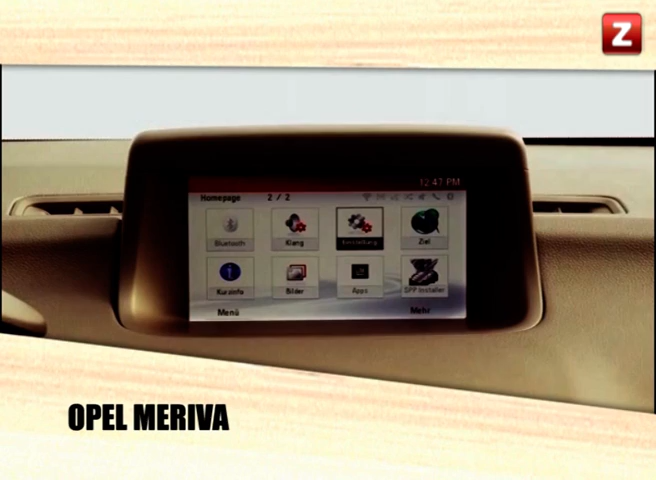 Z
12:47 PM
Homepage 2 / 2
Bluetooth Klang Einstellung Ziel
Kurzinfo Bilder Apps SPP Installer
Menü Mehr
OPEL MERIVA